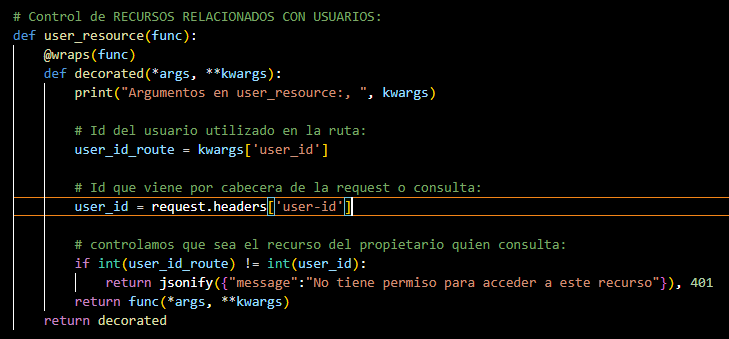 # Control de RECURSOS RELACIONADOS CON USUARIOS:
def user_resource(func):
    @wraps(func)
    def decorated(*args, **kwargs):
        print("Argumentos en user_resource:, ", kwargs)

        # Id del usuario utilizado en la ruta:
        user_id_route = kwargs['user_id']

        # Id que viene por cabecera de la request o consulta:
        user_id = request.headers['user-id']

        # controlamos que sea el recurso del propietario quien consulta:
        if int(user_id_route) != int(user_id):
            return jsonify({"message":"No tiene permiso para acceder a este recurso"}), 401
        return func(*args, **kwargs)
    return decorated